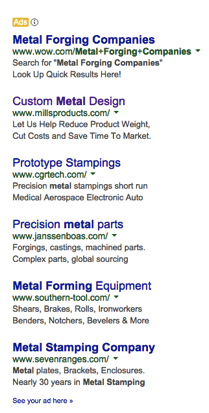 Ads
Metal Forging Companies
www.wow.com/Metal+Forging+Companies
Search for "Metal Forging Companies"
Look Up Quick Results Here!
Custom Metal Design
www.millsproducts.com/
Let Us Help Reduce Product Weight,
Cut Costs and Save Time To Market.
Prototype Stampings
www.cgrtech.com/
Precision metal stampings short run
Medical Aerospace Electronic Auto
Precision metal parts
www.janssenboas.com/
Forgings, castings, machined parts.
Complex parts, global sourcing
Metal Forming Equipment
www.southern-tool.com/
Shears, Brakes, Rolls, Ironworkers
Benders, Notchers, Bevelers & More
Metal Stamping Company
www.sevenranges.com/
Metal plates, Brackets, Enclosures.
Nearly 30 years in Metal Stamping
See your ad here »